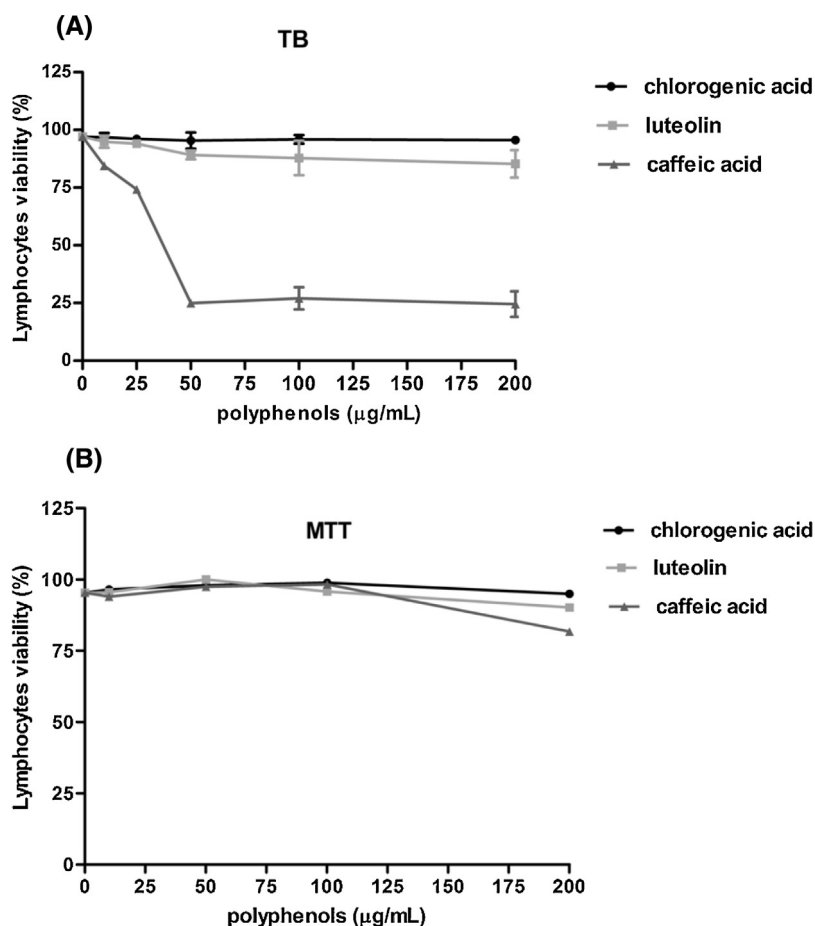 (A)
TB
125
100
75
50
25
0
Lymphocytes viability (%)
0 25 50 75 100 125 150 175 200
polyphenols (μg/mL)
chlorogenic acid
luteolin
caffeic acid
(B)
MTT
125
100
75
50
25
0
Lymphocytes viability (%)
0 25 50 75 100 125 150 175 200
polyphenols (μg/mL)
chlorogenic acid
luteolin
caffeic acid